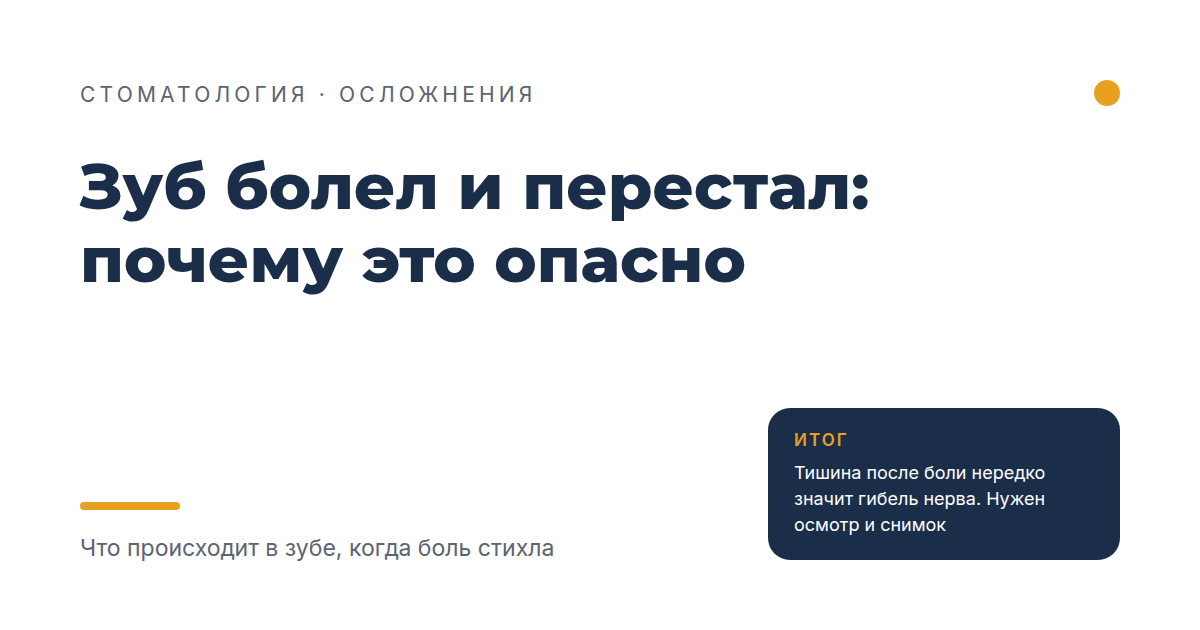 СТОМАТОЛОГИЯ · ОСЛОЖНЕНИЯ
Зуб болел и перестал:
почему это опасно
ИТОГ
Тишина после боли нередко
значит гибель нерва. Нужен
осмотр и снимок
Что происходит в зубе, когда боль стихла